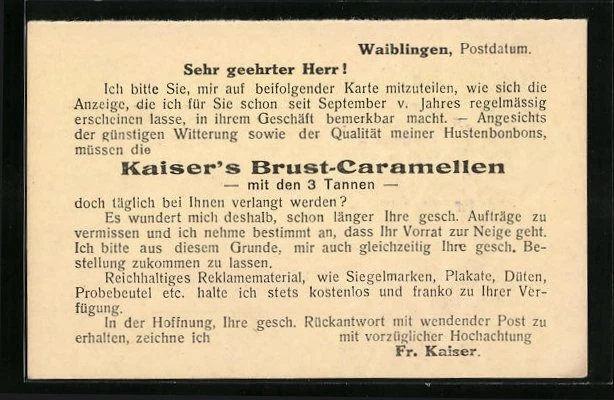 Waiblingen, Postdatum.
Sehr geehrter Herr!
Ich bitte Sie, mir auf beifolgender Karte mitzuteilen, wie sich die
Anzeige, die ich für Sie schon seit September v. Jahres regelmässig
erscheinen lasse, in ihrem Geschäft bemerkbar macht. — Angesichts
der günstigen Witterung sowie der Qualität meiner Hustenbonbons,
müssen die
Kaiser's Brust-Caramellen
— mit den 3 Tannen —
doch täglich bei Ihnen verlangt werden?
Es wundert mich deshalb, schon länger Ihre gesch. Aufträge zu
vermissen und ich nehme bestimmt an, dass Ihr Vorrat zur Neige geht.
Ich bitte aus diesem Grunde, mir auch gleichzeitig Ihre gesch. Be-
stellung zukommen zu lassen.
Reichhaltiges Reklamematerial, wie Siegelmarken, Plakate, Düten,
Probebeutel etc. halte ich stets kostenlos und franko zu Ihrer Ver-
fügung.
In der Hoffnung, Ihre gesch. Rückantwort mit wendender Post zu
erhalten, zeichne ich mit vorzüglicher Hochachtung
Fr. Kaiser.